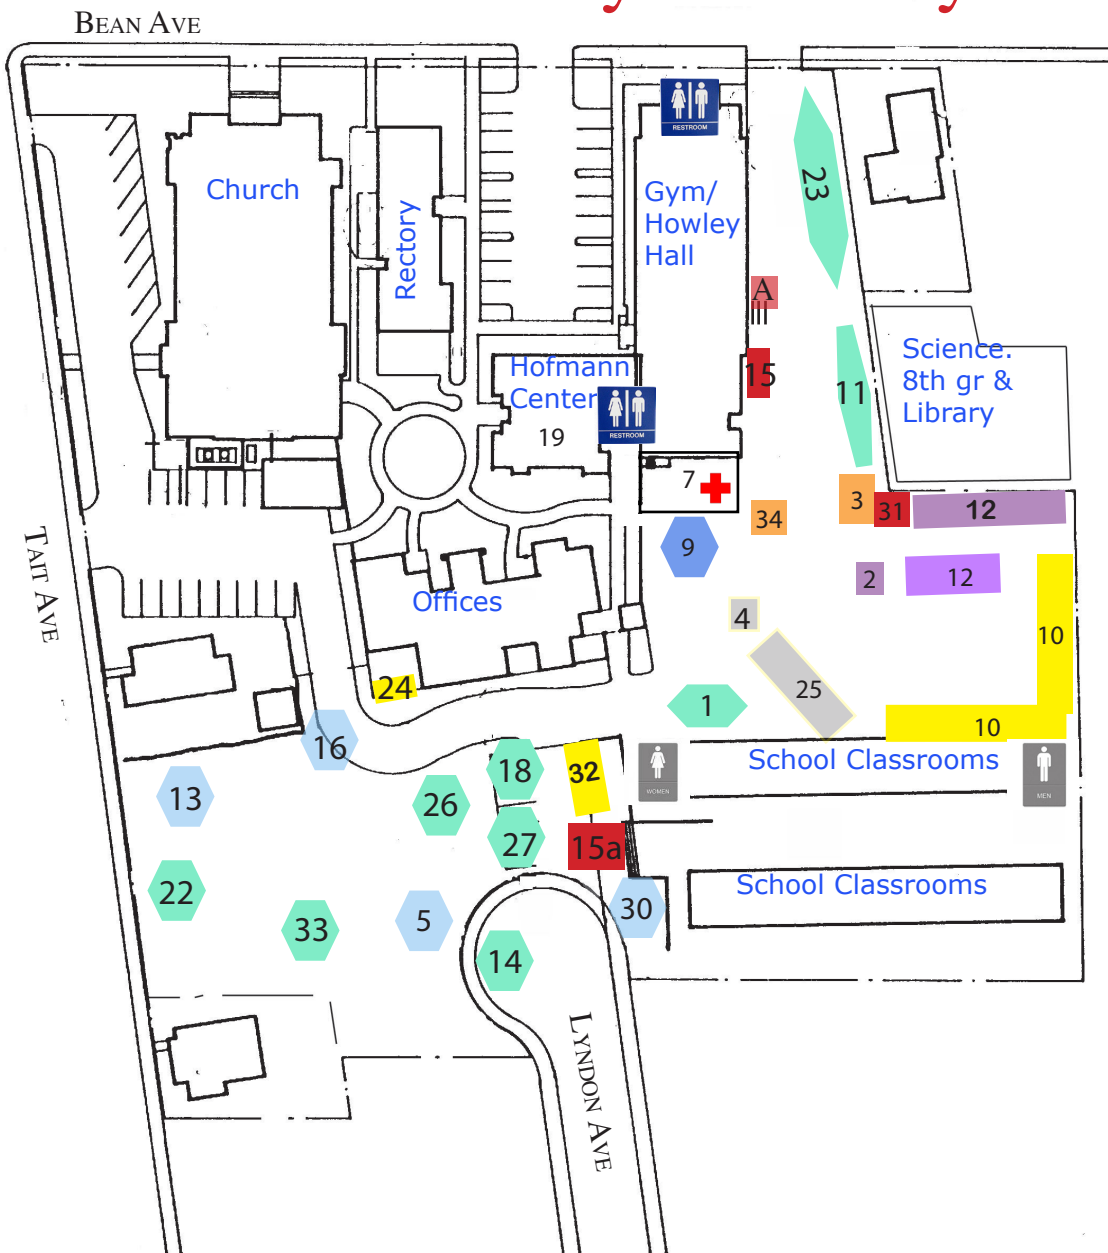 BEAN AVE
RESTROOM
23
Church
Gym/
Howley
Hall
Rectory
A
15
Hofmann
Center
19
RESTROOM
11
Science.
8th gr &
Library
7
3
31
12
34
9
2
12
TAIT AVE
Offices
4
10
24
1
25
10
16
18
32
WOMEN
School Classrooms
MEN
13
26
27
15a
22
School Classrooms
33
5
30
14
LYNDON AVE